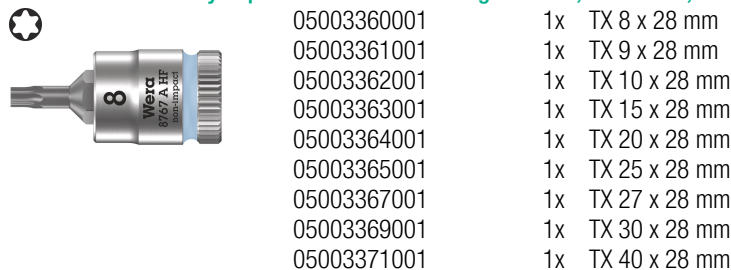 05003360001 1x TX 8 x 28 mm
05003361001 1x TX 9 x 28 mm
05003362001 1x TX 10 x 28 mm
05003363001 1x TX 15 x 28 mm
05003364001 1x TX 20 x 28 mm
05003365001 1x TX 25 x 28 mm
05003367001 1x TX 27 x 28 mm
05003369001 1x TX 30 x 28 mm
05003371001 1x TX 40 x 28 mm
8
Wera
8767 A HF
non-impact